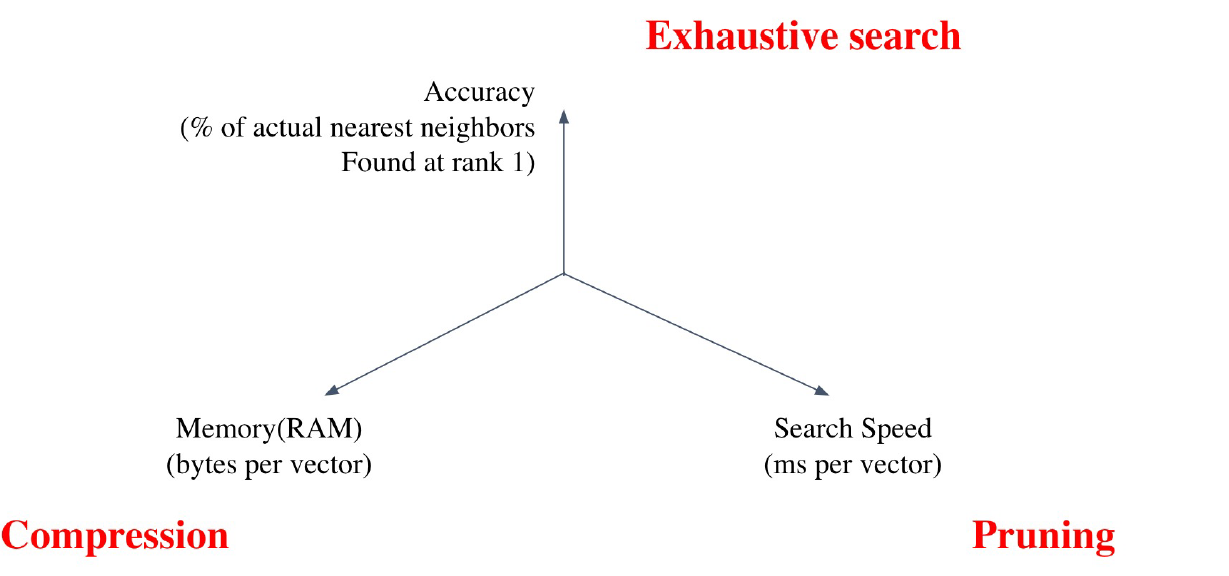 Exhaustive search
Accuracy
(% of actual nearest neighbors
Found at rank 1)
Memory(RAM)
(bytes per vector)
Search Speed
(ms per vector)
Compression
Pruning